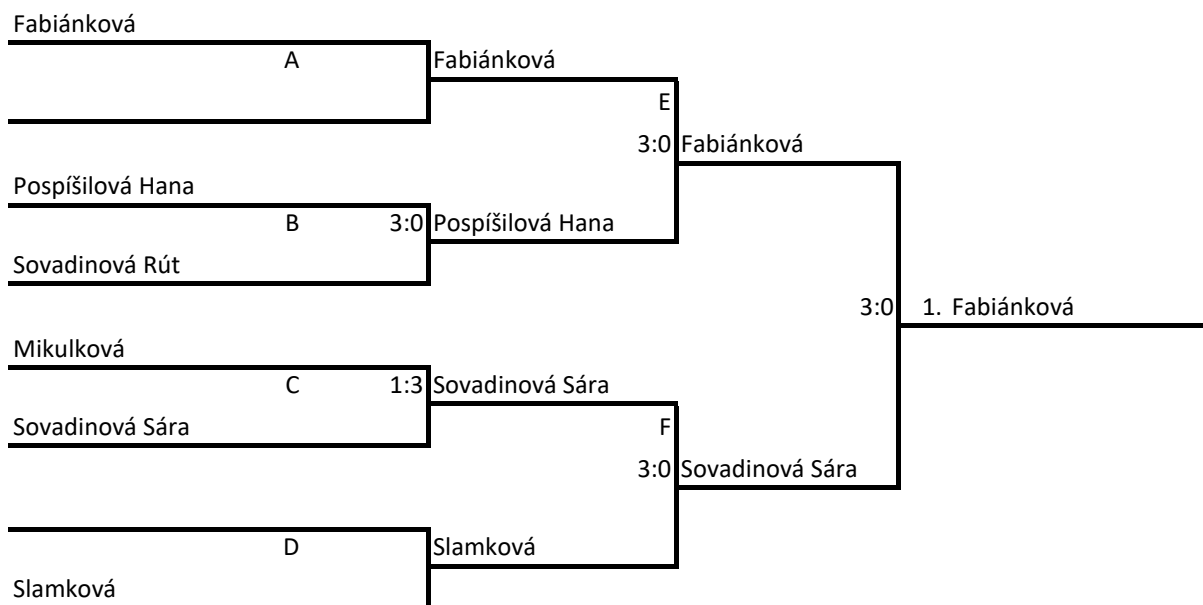 Fabiánková
A
Fabiánková
E
3:0 Fabiánková
Pospíšilová Hana
B 3:0 Pospíšilová Hana
Sovadinová Rút
3:0 1. Fabiánková
Mikulková
C 1:3 Sovadinová Sára
Sovadinová Sára
F
3:0 Sovadinová Sára
D
Slamková
Slamková